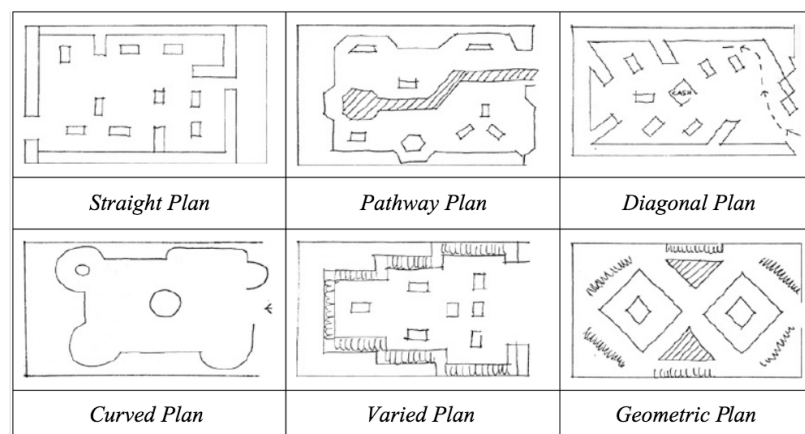 CASH
Straight Plan
Pathway Plan
Diagonal Plan
Curved Plan
Varied Plan
Geometric Plan